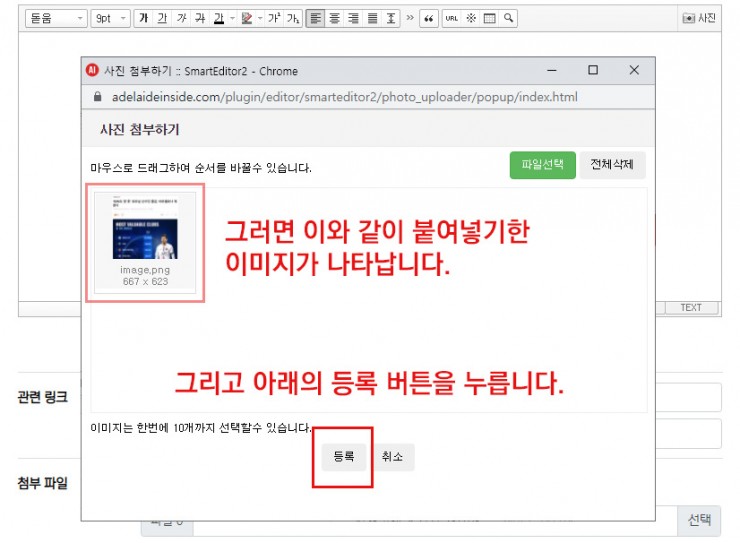 돋움 9pt 가 가 가 가 가 가² 가₂ » “ URL ※ 사진
사진 첨부하기 :: SmartEditor2 - Chrome
adelaideinside.com/plugin/editor/smarteditor2/photo_uploader/popup/index.html
사진 첨부하기
마우스로 드래그하여 순서를 바꿀수 있습니다.
파일선택 전체삭제
MOST VALUABLE CLUBS
image.png
667 x 623
그러면 이와 같이 붙여넣기한
이미지가 나타납니다.
TEXT
그리고 아래의 등록 버튼을 누릅니다.
관련 링크
이미지는 한번에 10개까지 선택할수 있습니다.
등록 취소
첨부 파일
선택